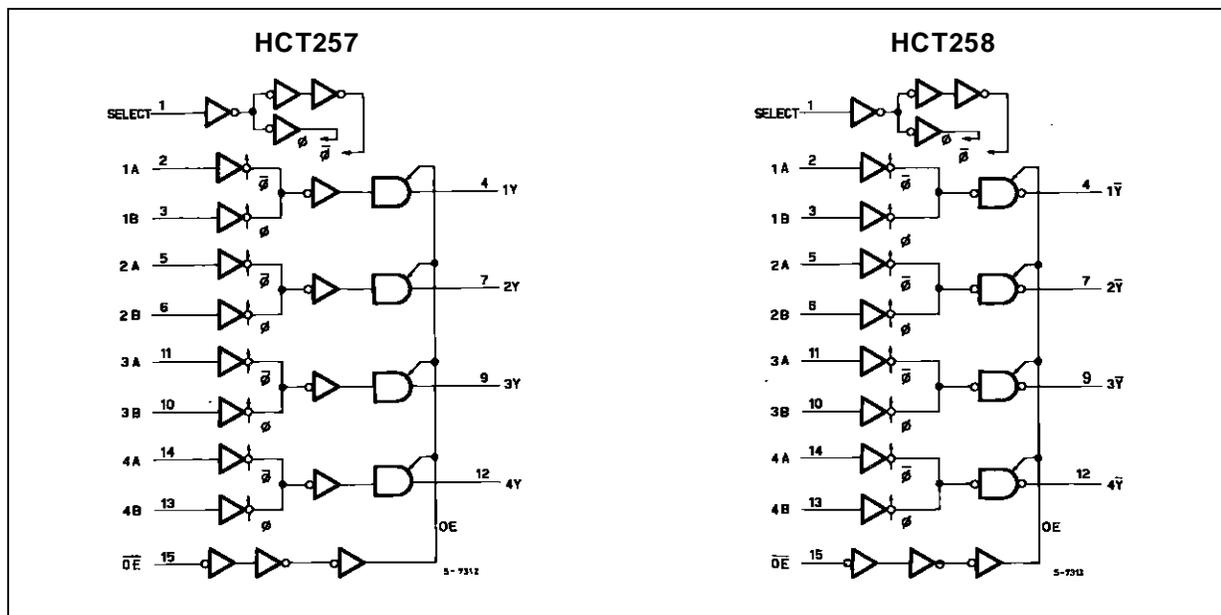 HCT257
SELECT 1
φ
φ̅
1A 2
φ̅
4 1Y
1B 3
φ
2A 5
φ̅
7 2Y
2B 6
φ
3A 11
φ̅
9 3Y
3B 10
φ
4A 14
φ̅
12 4Y
4B 13
φ
OE
O̅E̅ 15
S-7312
HCT258
SELECT 1
φ
φ̅
1A 2
φ̅
4 1Y̅
1B 3
φ
2A 5
φ̅
7 2Y̅
2B 6
φ
3A 11
φ̅
9 3Y̅
3B 10
φ
4A 14
φ̅
12 4Y̅
4B 13
φ
OE
O̅E̅ 15
S-7313